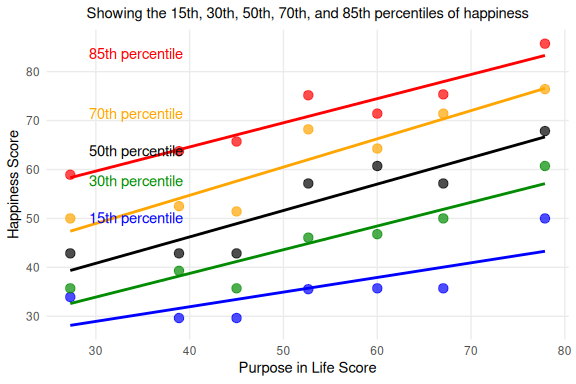 Showing the 15th, 30th, 50th, 70th, and 85th percentiles of happiness
85th percentile
70th percentile
50th percentile
30th percentile
15th percentile
Happiness Score
80
70
60
50
40
30
30 40 50 60 70 80
Purpose in Life Score